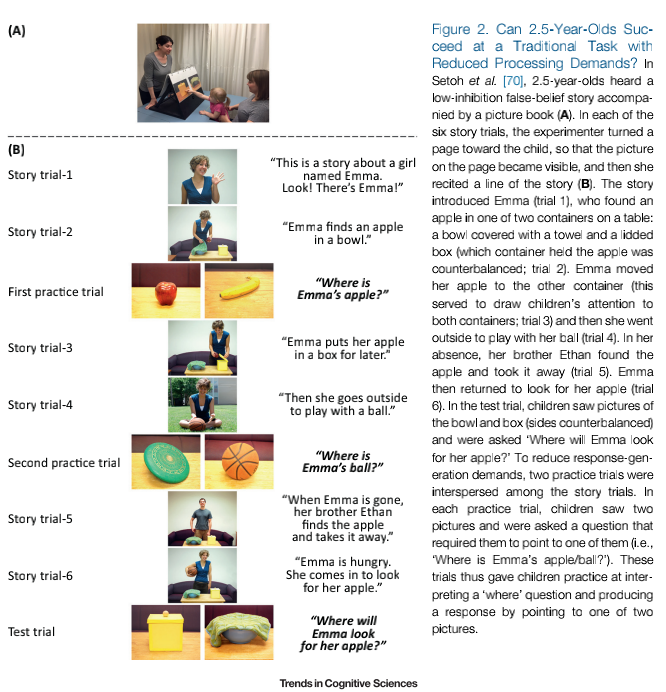 (A)
(B)
Story trial-1
“This is a story about a girl
named Emma.
Look! There’s Emma!”
Story trial-2
“Emma finds an apple
in a bowl.”
First practice trial
“Where is
Emma’s apple?”
Story trial-3
“Emma puts her apple
in a box for later.”
Story trial-4
“Then she goes outside
to play with a ball.”
Second practice trial
“Where is
Emma’s ball?”
Story trial-5
“When Emma is gone,
her brother Ethan
finds the apple
and takes it away.”
Story trial-6
“Emma is hungry.
She comes in to look
for her apple.”
Test trial
“Where will
Emma look
for her apple?”
Trends in Cognitive Sciences
Figure 2. Can 2.5-Year-Olds Suc-
ceed at a Traditional Task with
Reduced Processing Demands? In
Setoh et al. [70], 2.5-year-olds heard a
low-inhibition false-belief story accompa-
nied by a picture book (A). In each of the
six story trials, the experimenter turned a
page toward the child, so that the picture
on the page became visible, and then she
recited a line of the story (B). The story
introduced Emma (trial 1), who found an
apple in one of two containers on a table:
a bowl covered with a towel and a lidded
box (which container held the apple was
counterbalanced; trial 2). Emma moved
her apple to the other container (this
served to draw children’s attention to
both containers; trial 3) and then she went
outside to play with her ball (trial 4). In her
absence, her brother Ethan found the
apple and took it away (trial 5). Emma
then returned to look for her apple (trial
6). In the test trial, children saw pictures of
the bowl and box (sides counterbalanced)
and were asked ‘Where will Emma look
for her apple?’ To reduce response-gen-
eration demands, two practice trials were
interspersed among the story trials. In
each practice trial, children saw two
pictures and were asked a question that
required them to point to one of them (i.e.,
‘Where is Emma’s apple/ball?’). These
trials thus gave children practice at inter-
preting a ‘where’ question and producing
a response by pointing to one of two
pictures.